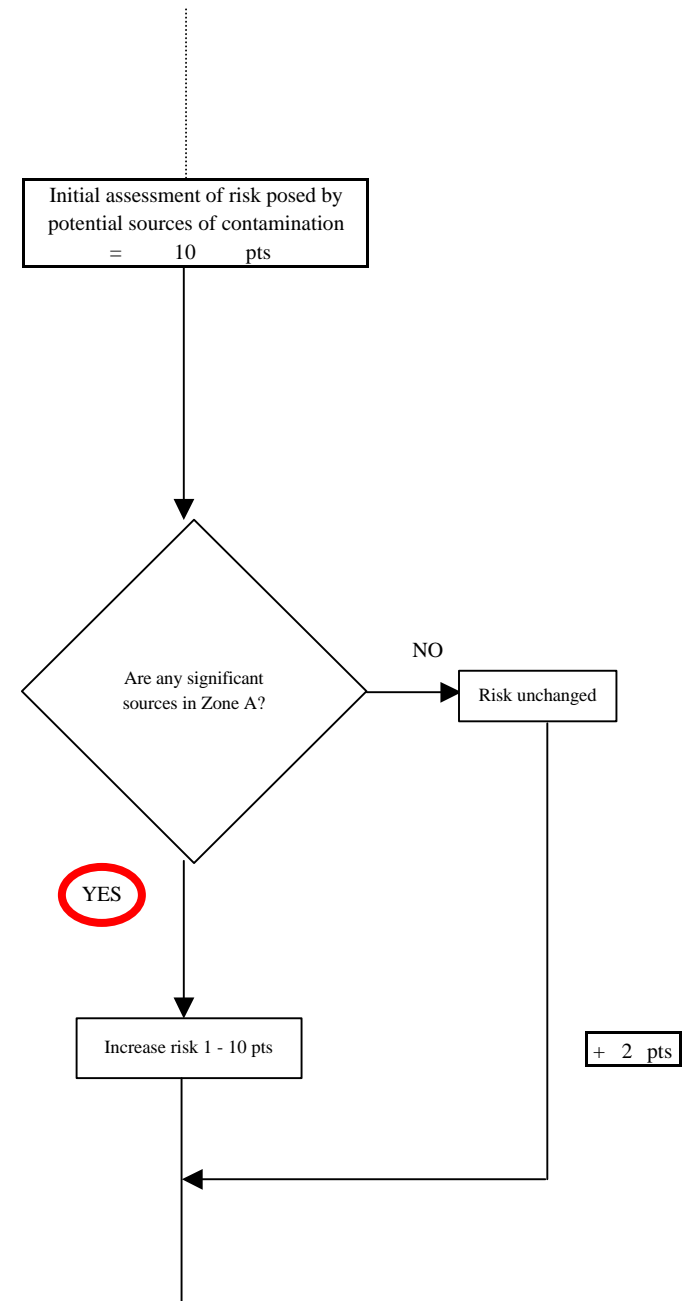 Initial assessment of risk posed by
potential sources of contamination
= 10 pts
Are any significant
sources in Zone A?
NO
Risk unchanged
YES
Increase risk 1 - 10 pts
+ 2 pts